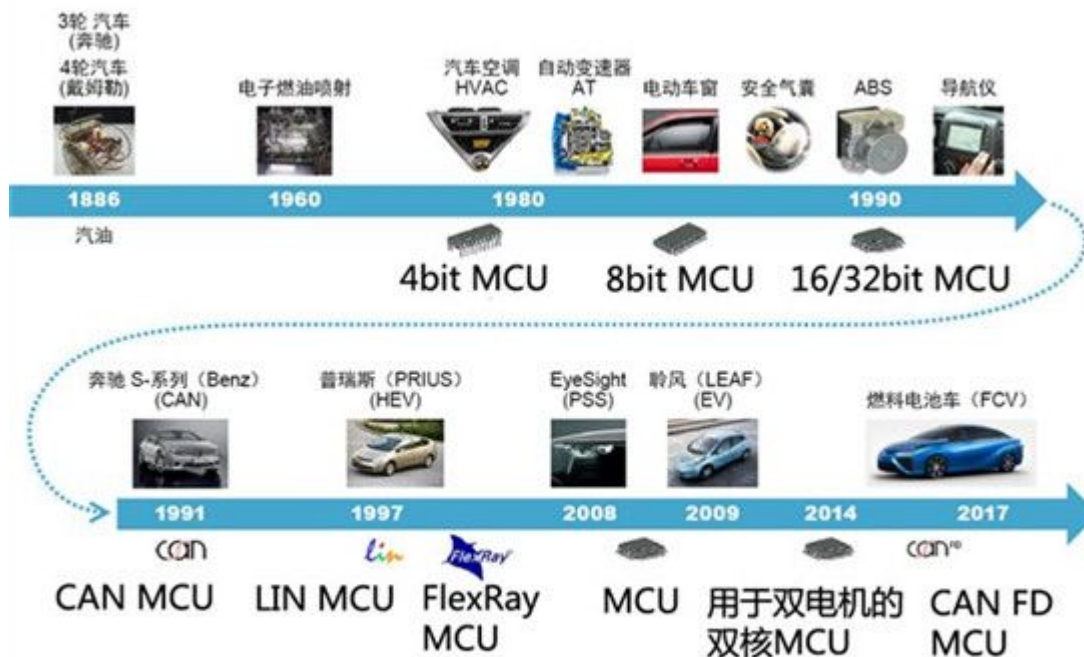 3轮 汽车
(奔驰)
4轮汽车
(戴姆勒)
电子燃油喷射
汽车空调
HVAC
自动变速器
AT
电动车窗
安全气囊
ABS
导航仪
1886
1960
1980
1990
汽油
4bit MCU
8bit MCU
16/32bit MCU
奔驰 S-系列（Benz）
(CAN)
普瑞斯（PRIUS）
(HEV)
EyeSight
(PSS)
聆风（LEAF）
(EV)
燃料电池车（FCV）
1991
1997
2008
2009
2014
2017
can
lin
FlexRay
can FD
CAN MCU
LIN MCU
FlexRay
MCU
MCU
用于双电机的
双核MCU
CAN FD
MCU